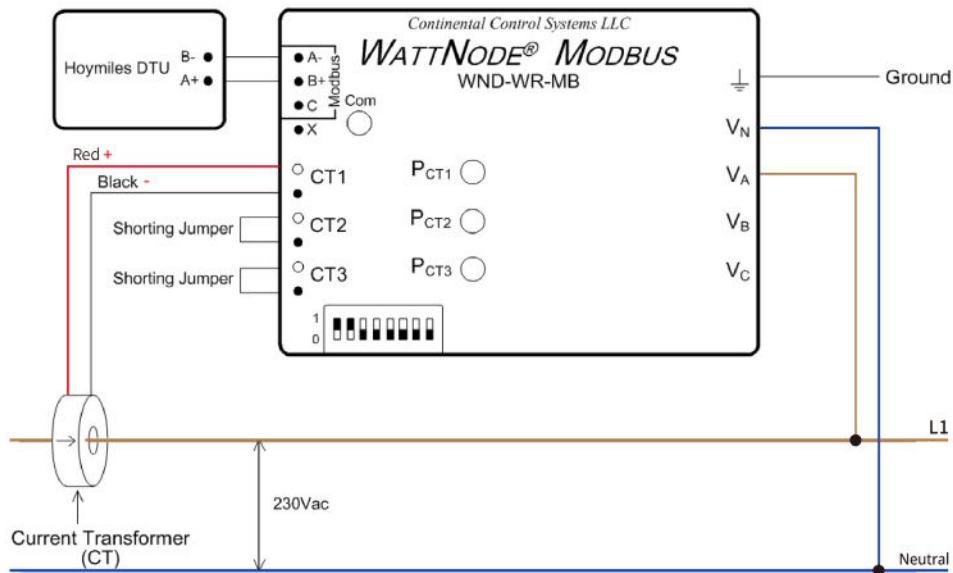 Continental Control Systems LLC
WATTNODE® MODBUS
WND-WR-MB
Hoymiles DTU
B-
A+
A-
B+
C
X
Modbus
Com
Ground
VN
VA
VB
VC
Red +
Black -
CT1
CT2
CT3
Shorting Jumper
Shorting Jumper
PCT1
PCT2
PCT3
1
0
L1
230Vac
Current Transformer
(CT)
Neutral